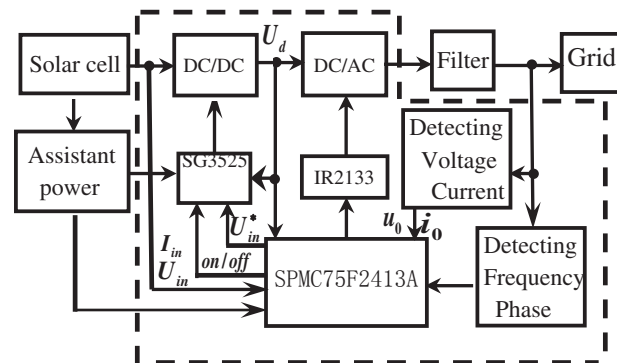 Solar cell
DC/DC
U_d
DC/AC
Filter
Grid
Assistant
power
SG3525
IR2133
Detecting
Voltage
Current
I_in
U_in
U*_in
on/off
u_0 i_o
SPMC75F2413A
Detecting
Frequency
Phase